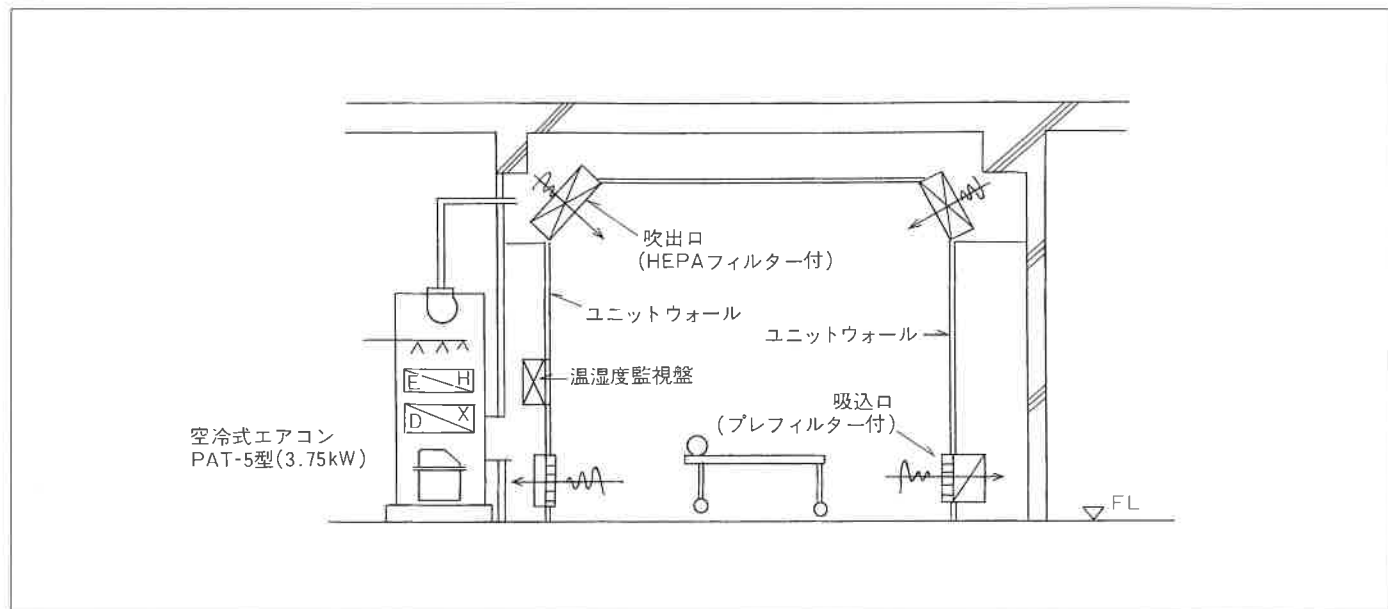 吹出口
(HEPAフィルター付)
ユニットウォール
ユニットウォール
温湿度監視盤
吸込口
(プレフィルター付)
E H
D X
空冷式エアコン
PAT-5型(3.75kW)
FL